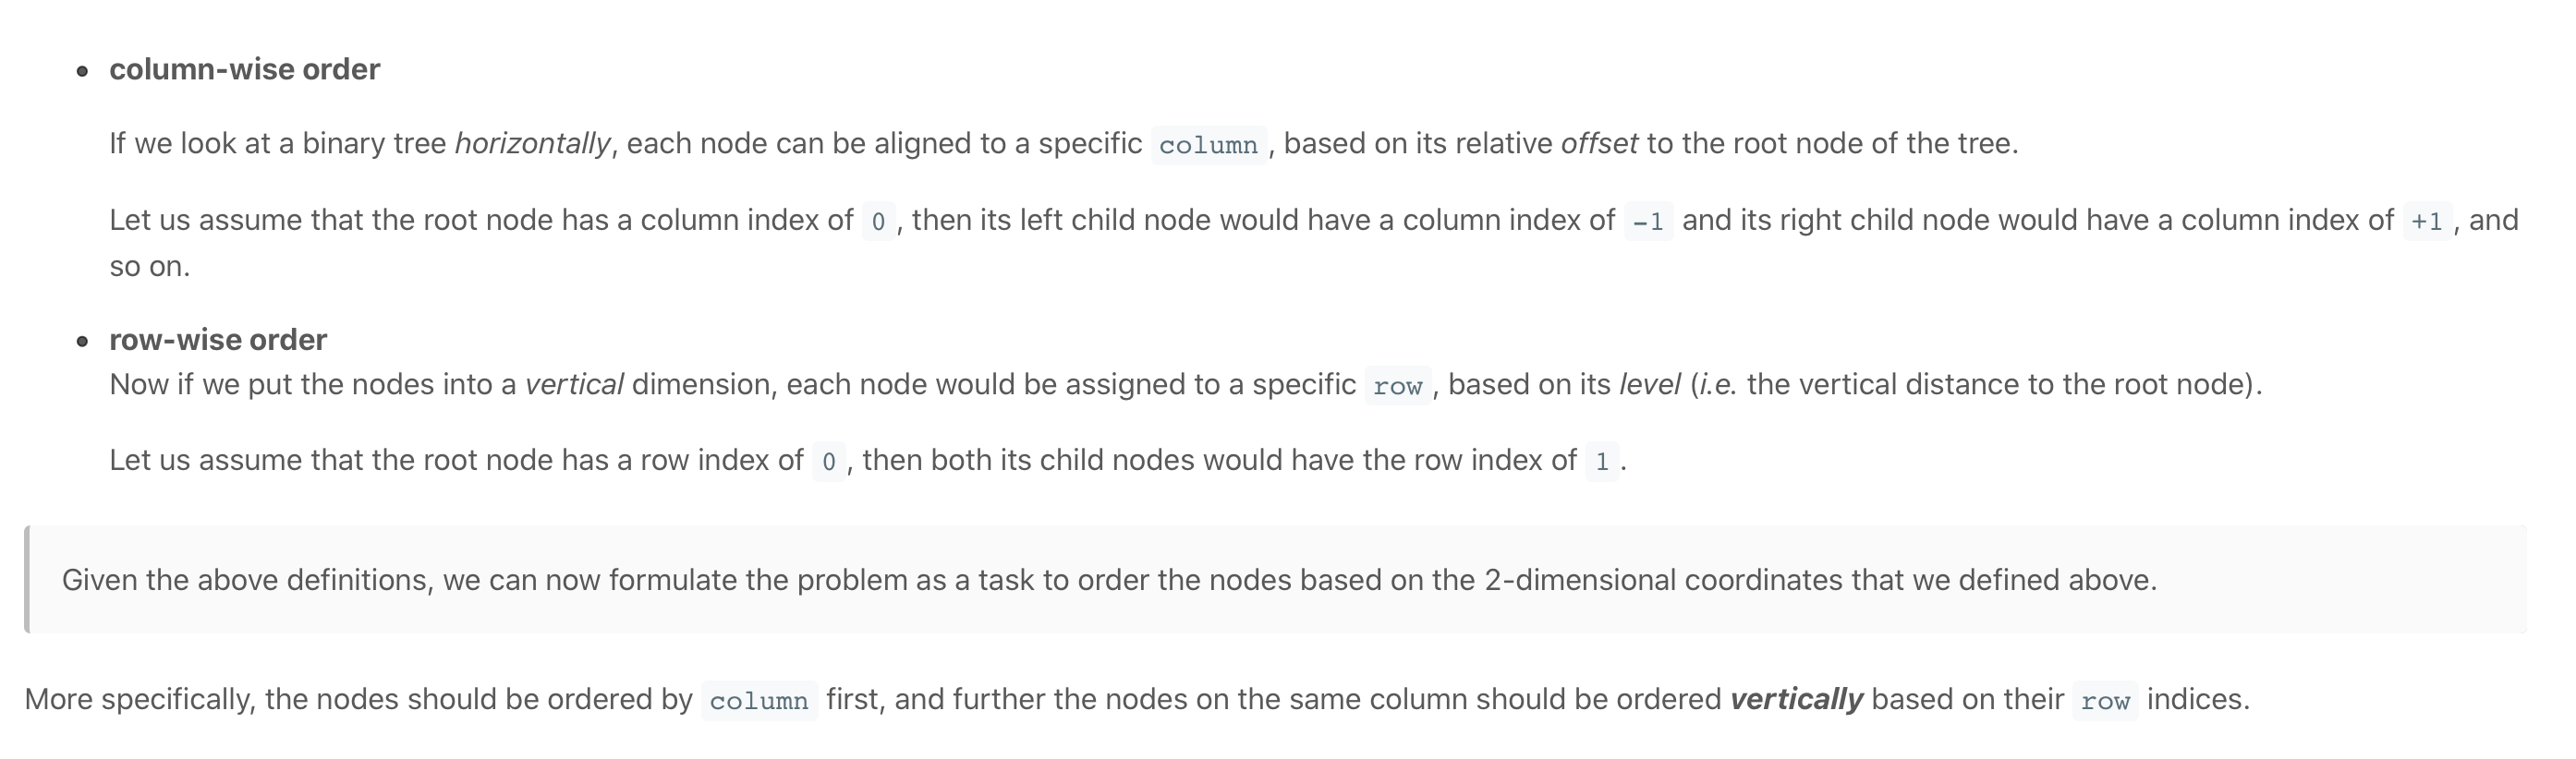 column-wise order
If we look at a binary tree horizontally, each node can be aligned to a specific column, based on its relative offset to the root node of the tree.
Let us assume that the root node has a column index of 0, then its left child node would have a column index of -1 and its right child node would have a column index of +1, and
so on.
row-wise order
Now if we put the nodes into a vertical dimension, each node would be assigned to a specific row, based on its level (i.e. the vertical distance to the root node).
Let us assume that the root node has a row index of 0, then both its child nodes would have the row index of 1.
Given the above definitions, we can now formulate the problem as a task to order the nodes based on the 2-dimensional coordinates that we defined above.
More specifically, the nodes should be ordered by column first, and further the nodes on the same column should be ordered vertically based on their row indices.